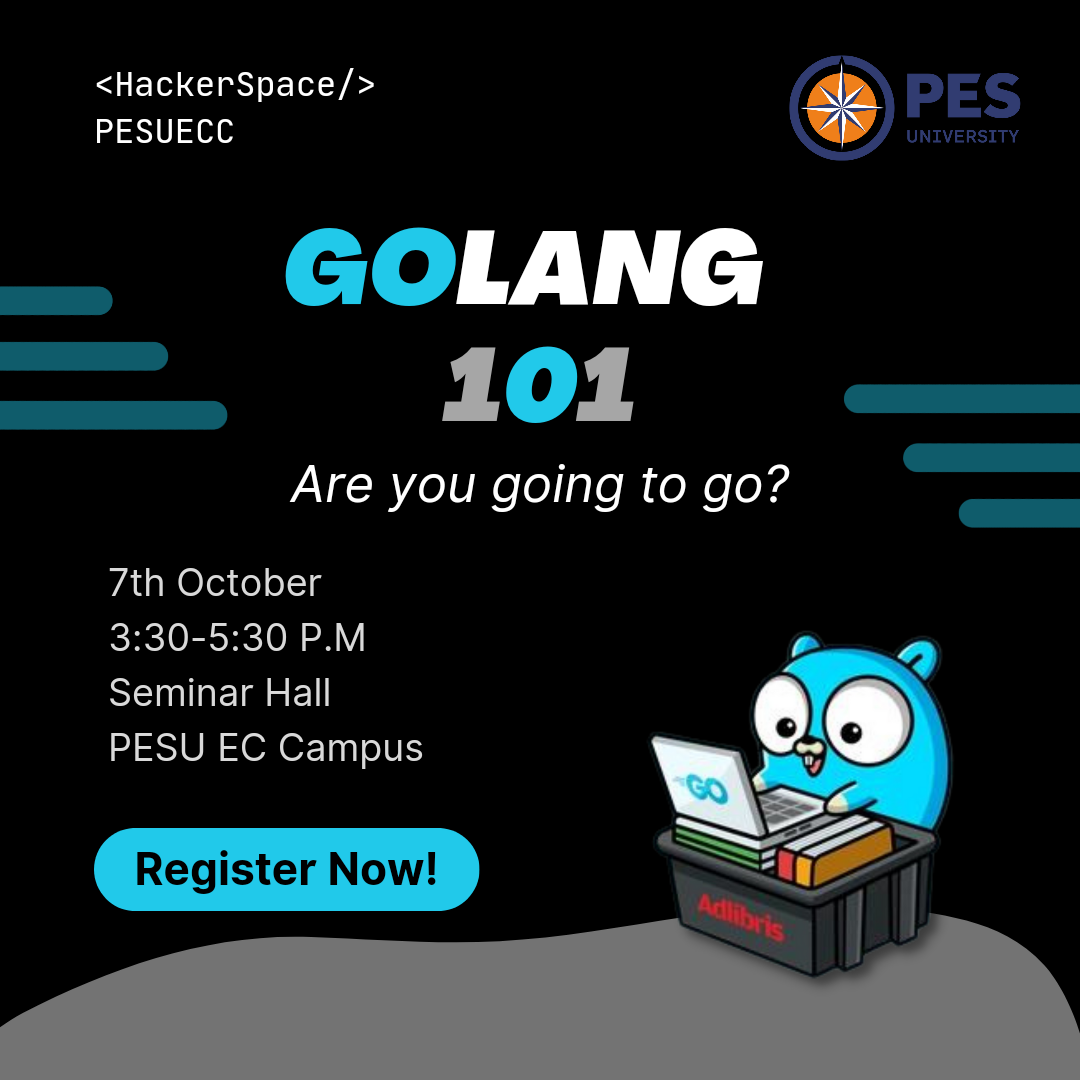 <HackerSpace/>
PESUECC
PES
UNIVERSITY
GOLANG
101
Are you going to go?
7th October
3:30-5:30 P.M
Seminar Hall
PESU EC Campus
Register Now!
GO
Adlibris